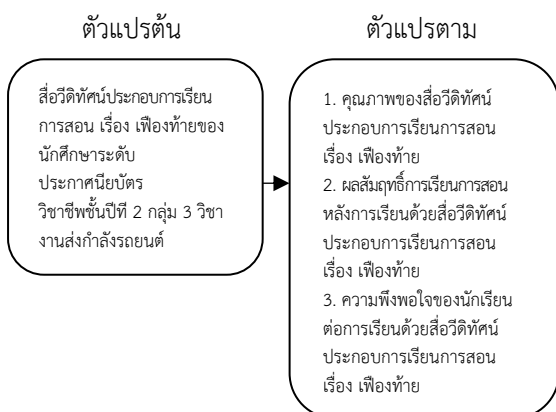 ตัวแปรต้น
สื่อวีดิทัศน์ประกอบการเรียน
การสอน เรื่อง เฟืองท้ายของ
นักศึกษาระดับ
ประกาศนียบัตร
วิชาชีพชั้นปีที่ 2 กลุ่ม 3 วิชา
งานส่งกำลังรถยนต์
ตัวแปรตาม
1. คุณภาพของสื่อวีดิทัศน์
ประกอบการเรียนการสอน
เรื่อง เฟืองท้าย
2. ผลสัมฤทธิ์การเรียนการสอน
หลังการเรียนด้วยสื่อวีดิทัศน์
ประกอบการเรียนการสอน
เรื่อง เฟืองท้าย
3. ความพึงพอใจของนักเรียน
ต่อการเรียนด้วยสื่อวีดิทัศน์
ประกอบการเรียนการสอน
เรื่อง เฟืองท้าย